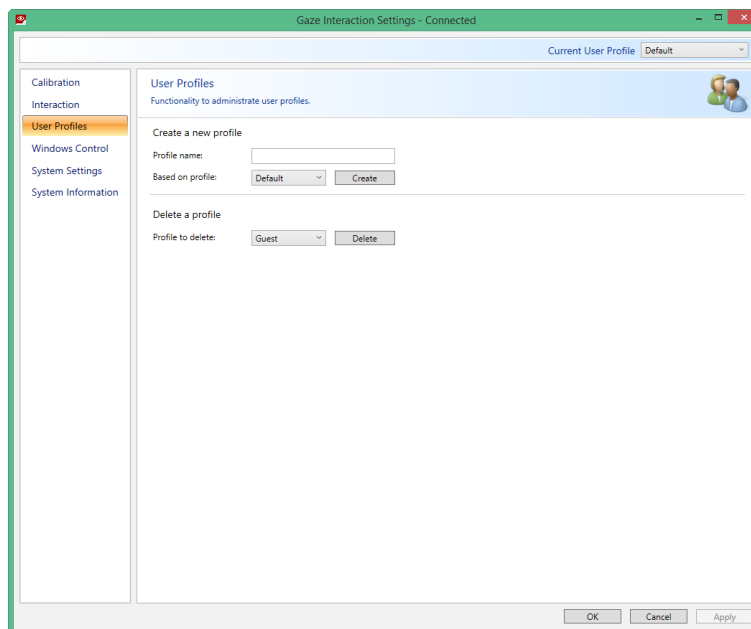 Gaze Interaction Settings - Connected
Current User Profile Default
Calibration
Interaction
User Profiles
Windows Control
System Settings
System Information
User Profiles
Functionality to administrate user profiles.
Create a new profile
Profile name:
Based on profile: Default Create
Delete a profile
Profile to delete: Guest Delete
OK Cancel Apply